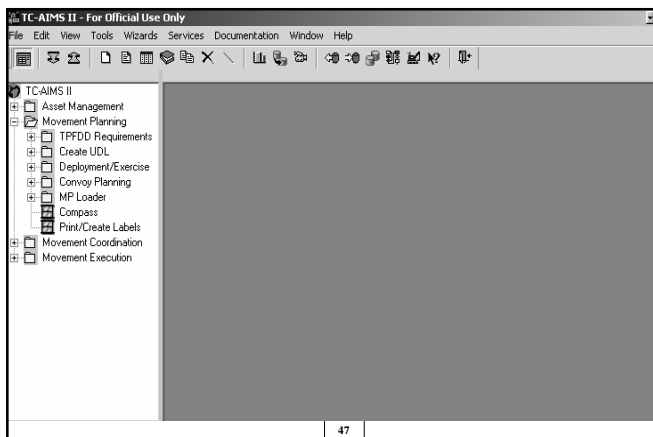 TC-AIMS II - For Official Use Only
File Edit View Tools Wizards Services Documentation Window Help
TC-AIMS II
Asset Management
Movement Planning
TPFDD Requirements
Create UDL
Deployment/Exercise
Convoy Planning
MP Loader
Compass
Print/Create Labels
Movement Coordination
Movement Execution
47